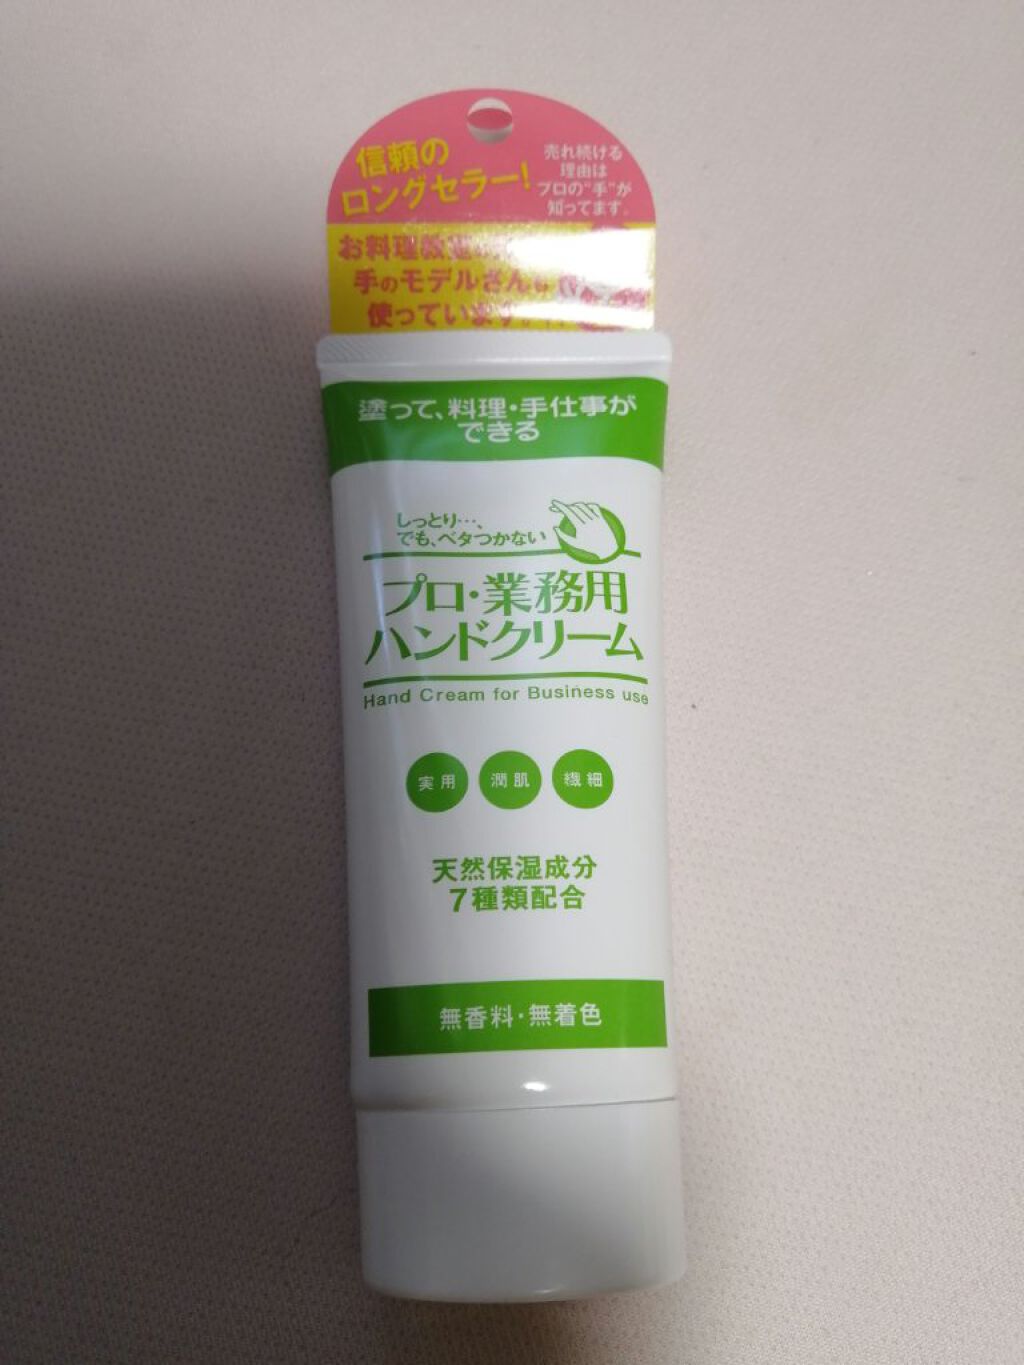 信頼の
ロングセラー!
売れ続ける
理由は
プロの"手"が
知ってます。
お料理教室
手のモデルさん
使っています。
塗って、料理・手仕事が
できる
しっとり…、
でも、ベタつかない
プロ・業務用
ハンドクリーム
Hand Cream for Business use
実用
潤肌
繊細
天然保湿成分
7種類配合
無香料・無着色